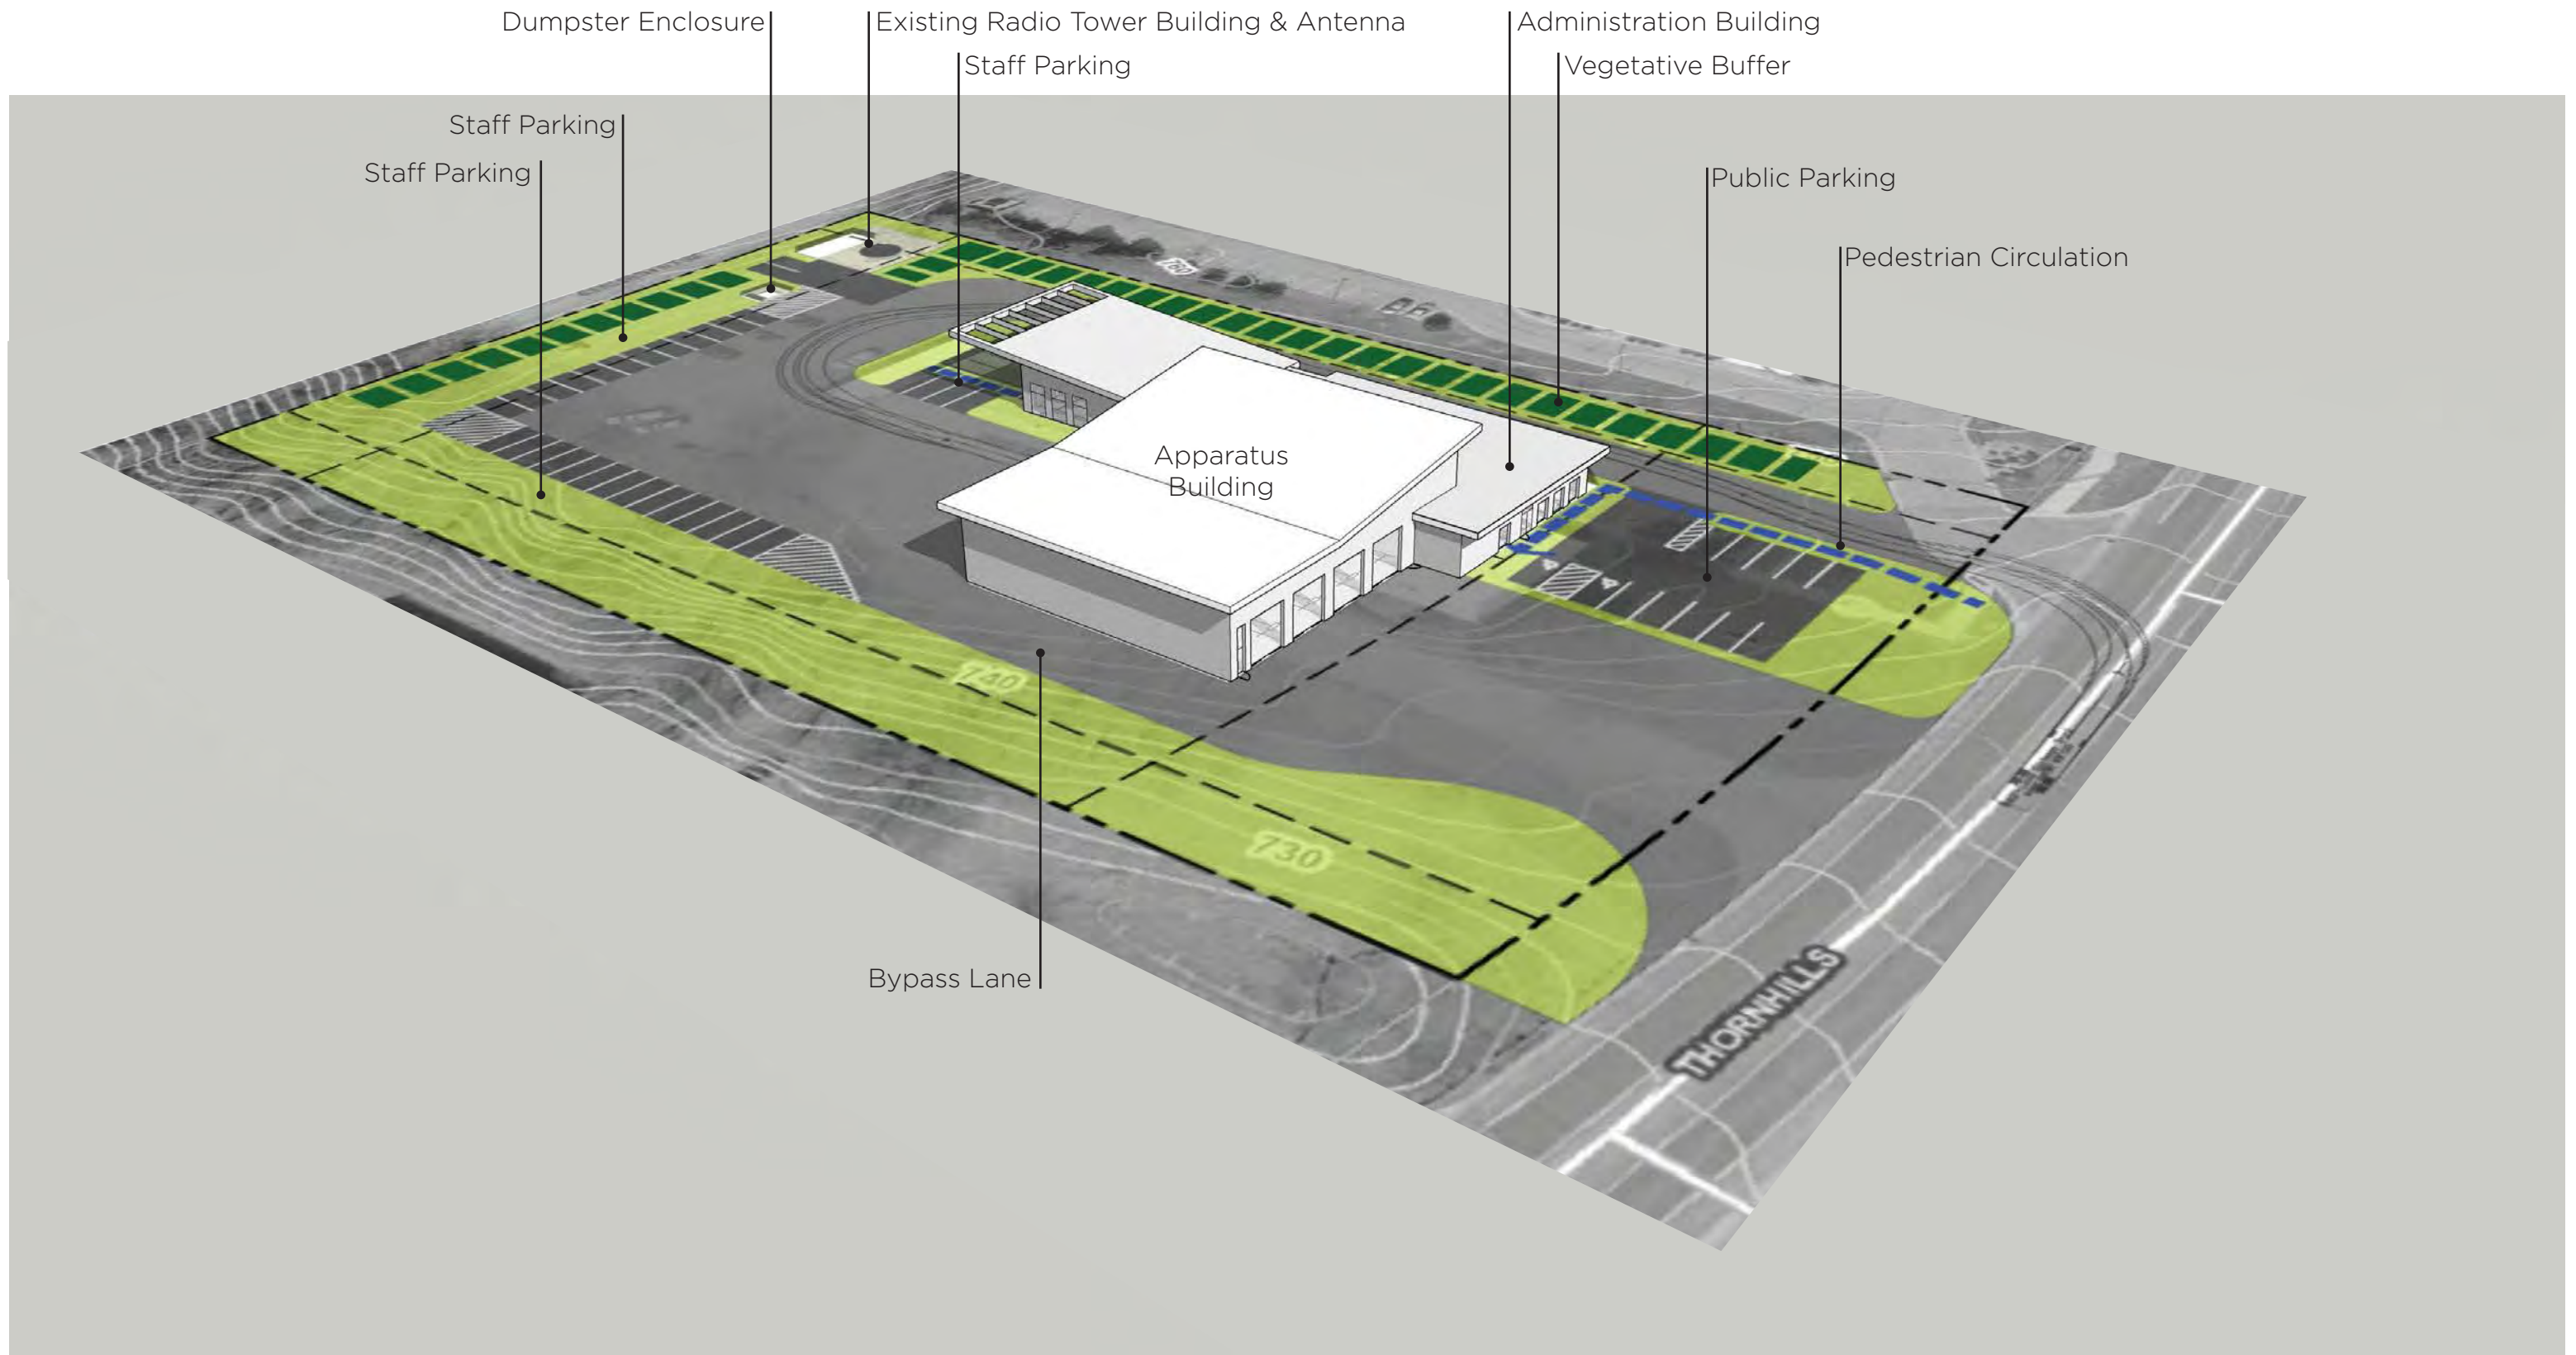 Dumpster Enclosure
Existing Radio Tower Building & Antenna
Administration Building
Staff Parking
Vegetative Buffer
Staff Parking
Staff Parking
Public Parking
Pedestrian Circulation
760
Apparatus
Building
740
730
Bypass Lane
THORNHILLS